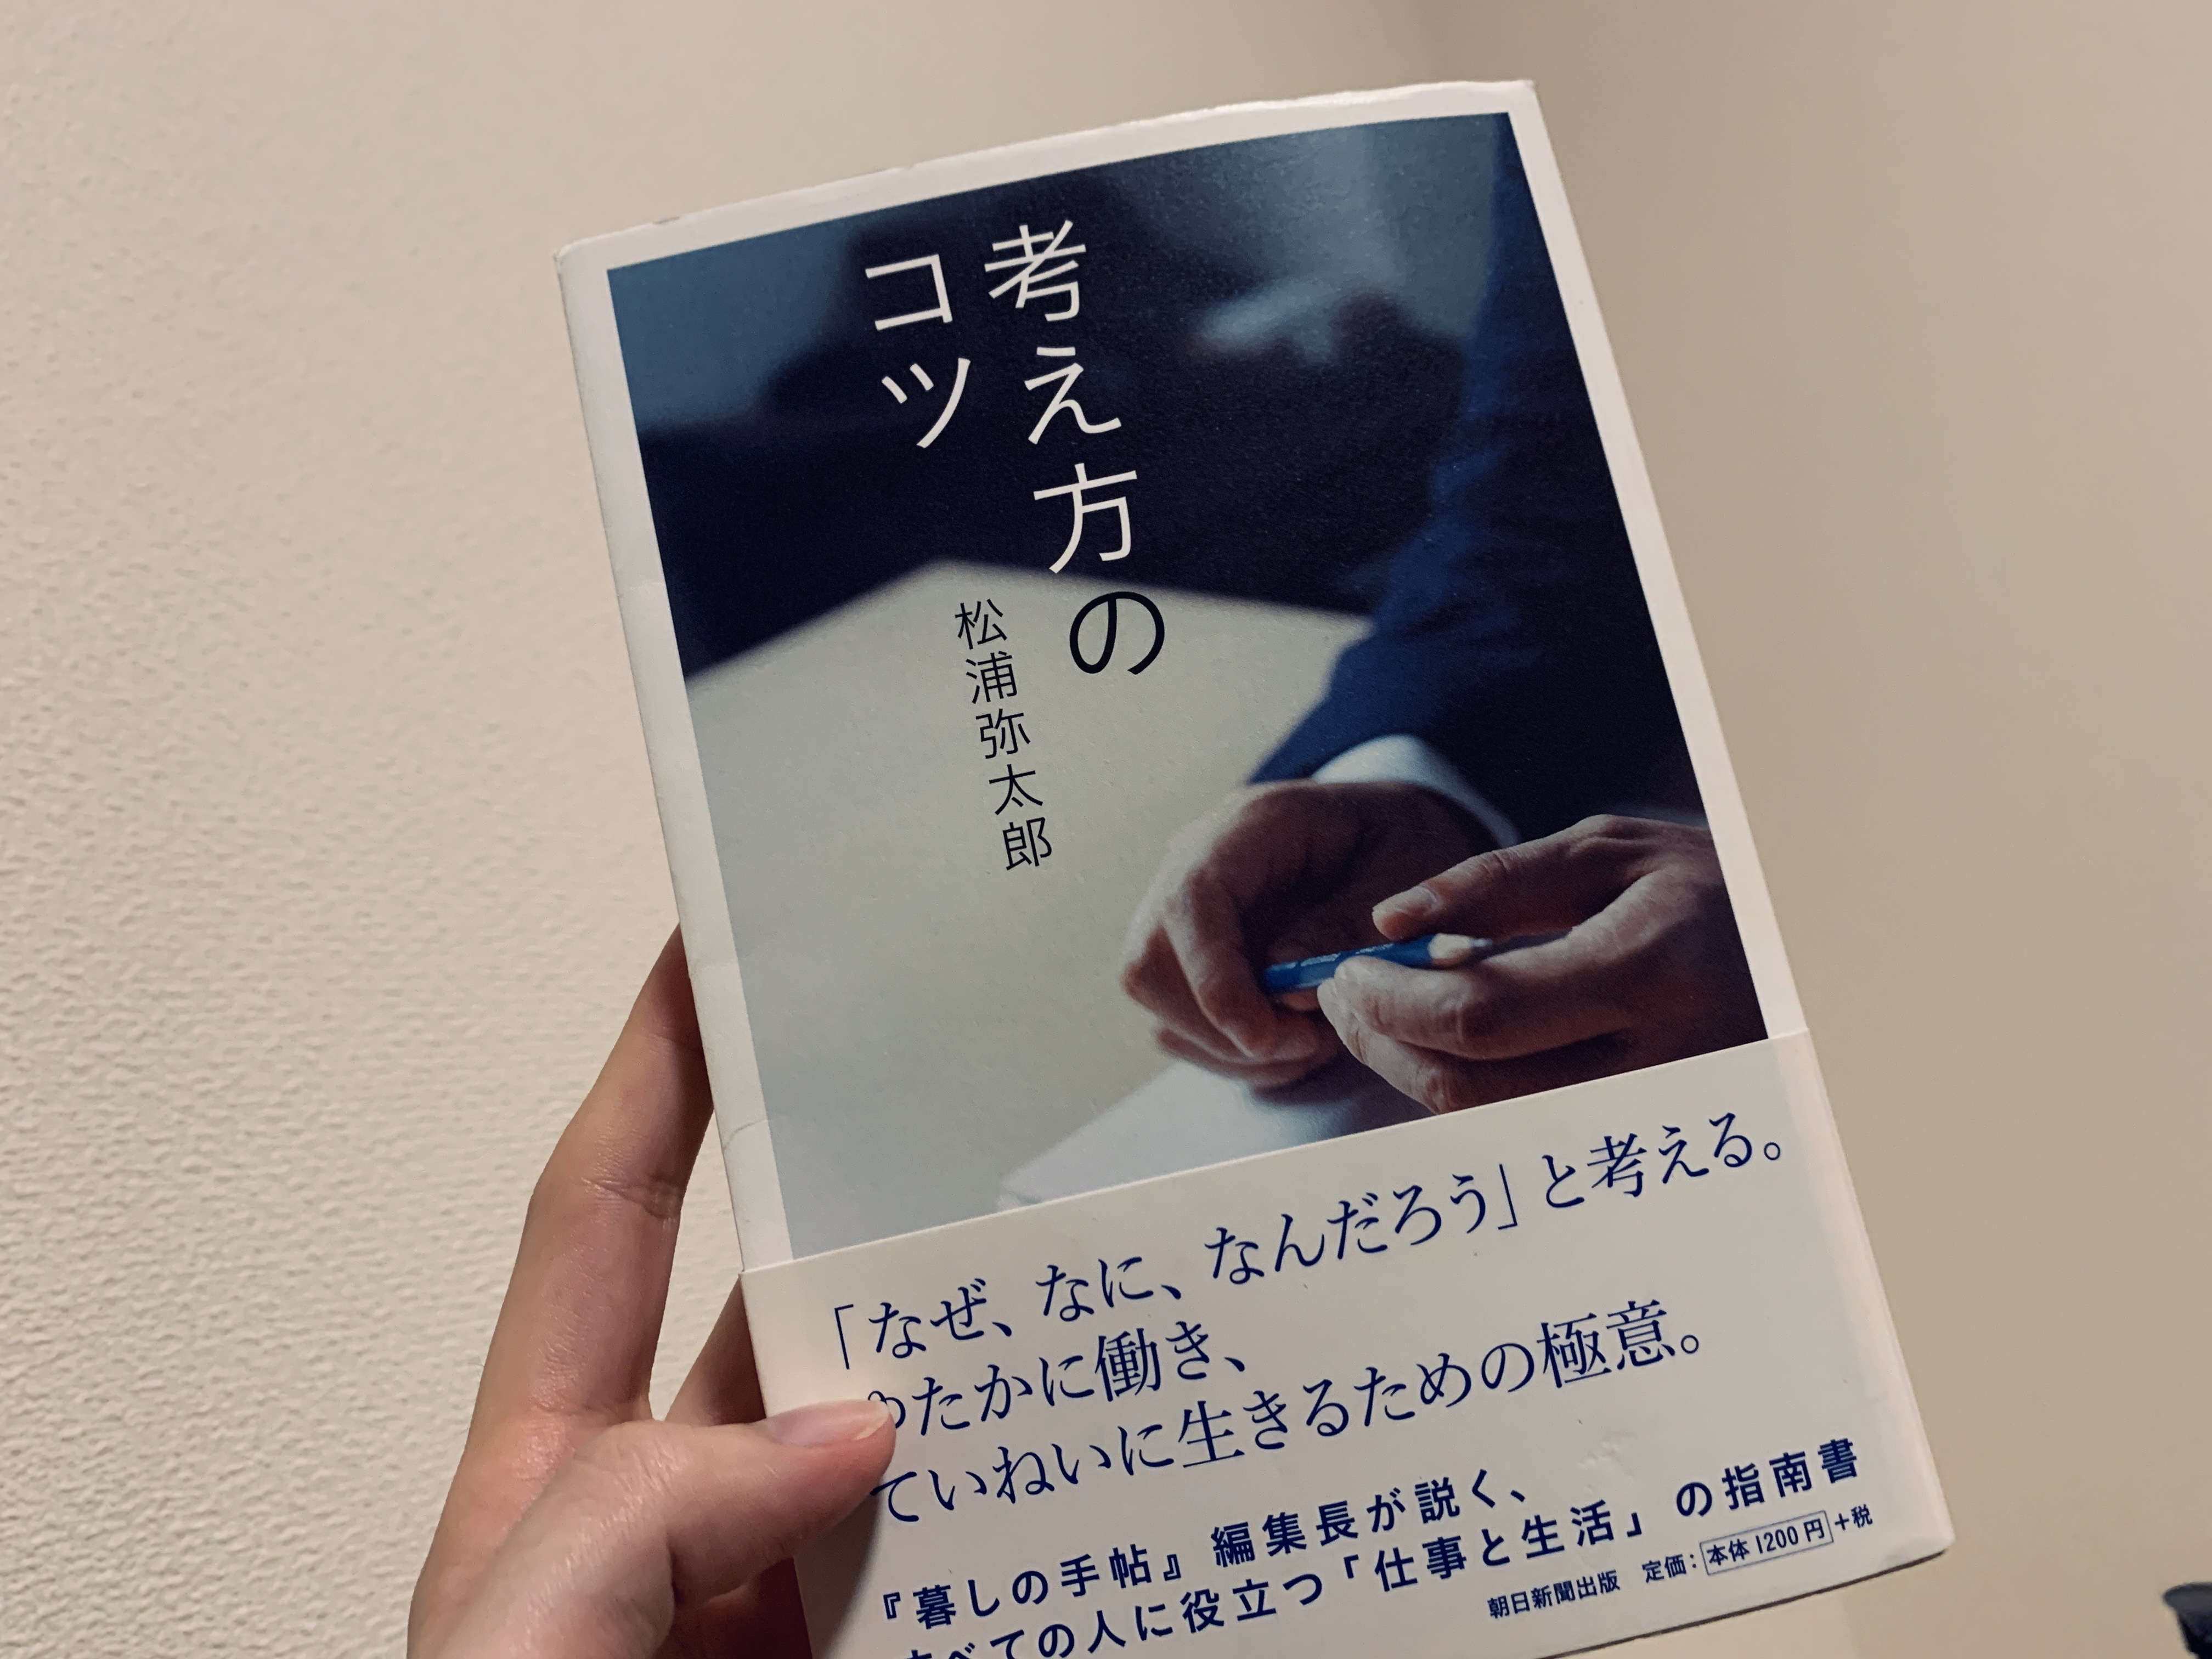 考え方の
コツ
松浦弥太郎
「なぜ、なに、なんだろう」と考える。
ゆたかに働き、
ていねいに生きるための極意。
『暮しの手帖』編集長が説く、
すべての人に役立つ「仕事と生活」の指南書
朝日新聞出版 定価：本体1200円+税